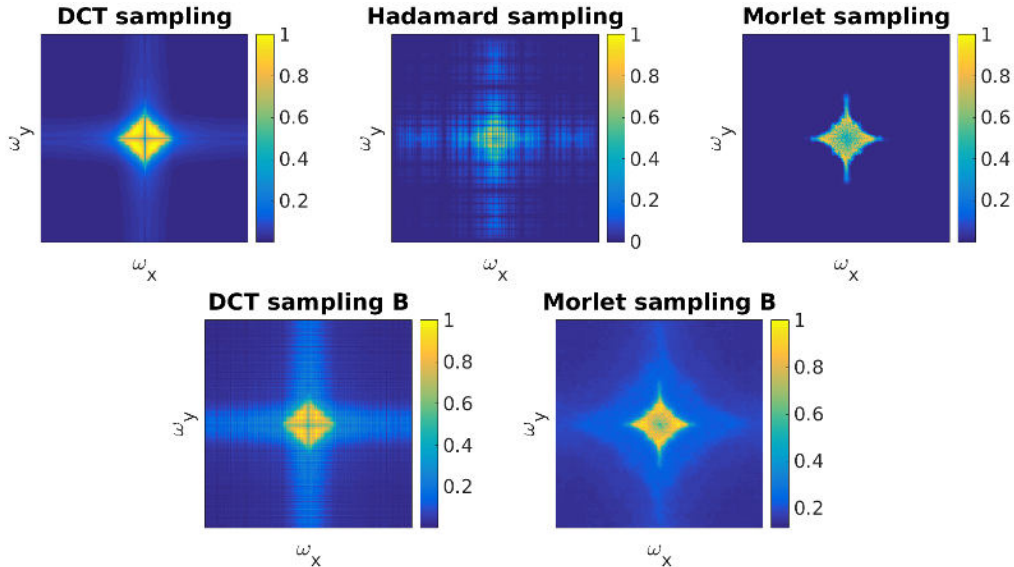 DCT sampling
1
0.8
0.6
0.4
0.2
ω_y
ω_x
Hadamard sampling
1
0.8
0.6
0.4
0.2
0
ω_y
ω_x
Morlet sampling
1
0.8
0.6
0.4
0.2
ω_y
ω_x
DCT sampling B
1
0.8
0.6
0.4
0.2
ω_y
ω_x
Morlet sampling B
1
0.8
0.6
0.4
0.2
ω_y
ω_x